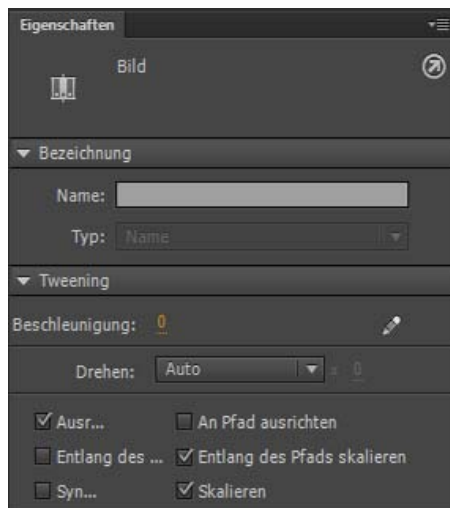 Eigenschaften
Bild
Bezeichnung
Name:
Typ: Name
Tweening
Beschleunigung: 0
Drehen: Auto x 0
Ausr... An Pfad ausrichten
Entlang des ... Entlang des Pfads skalieren
Syn... Skalieren